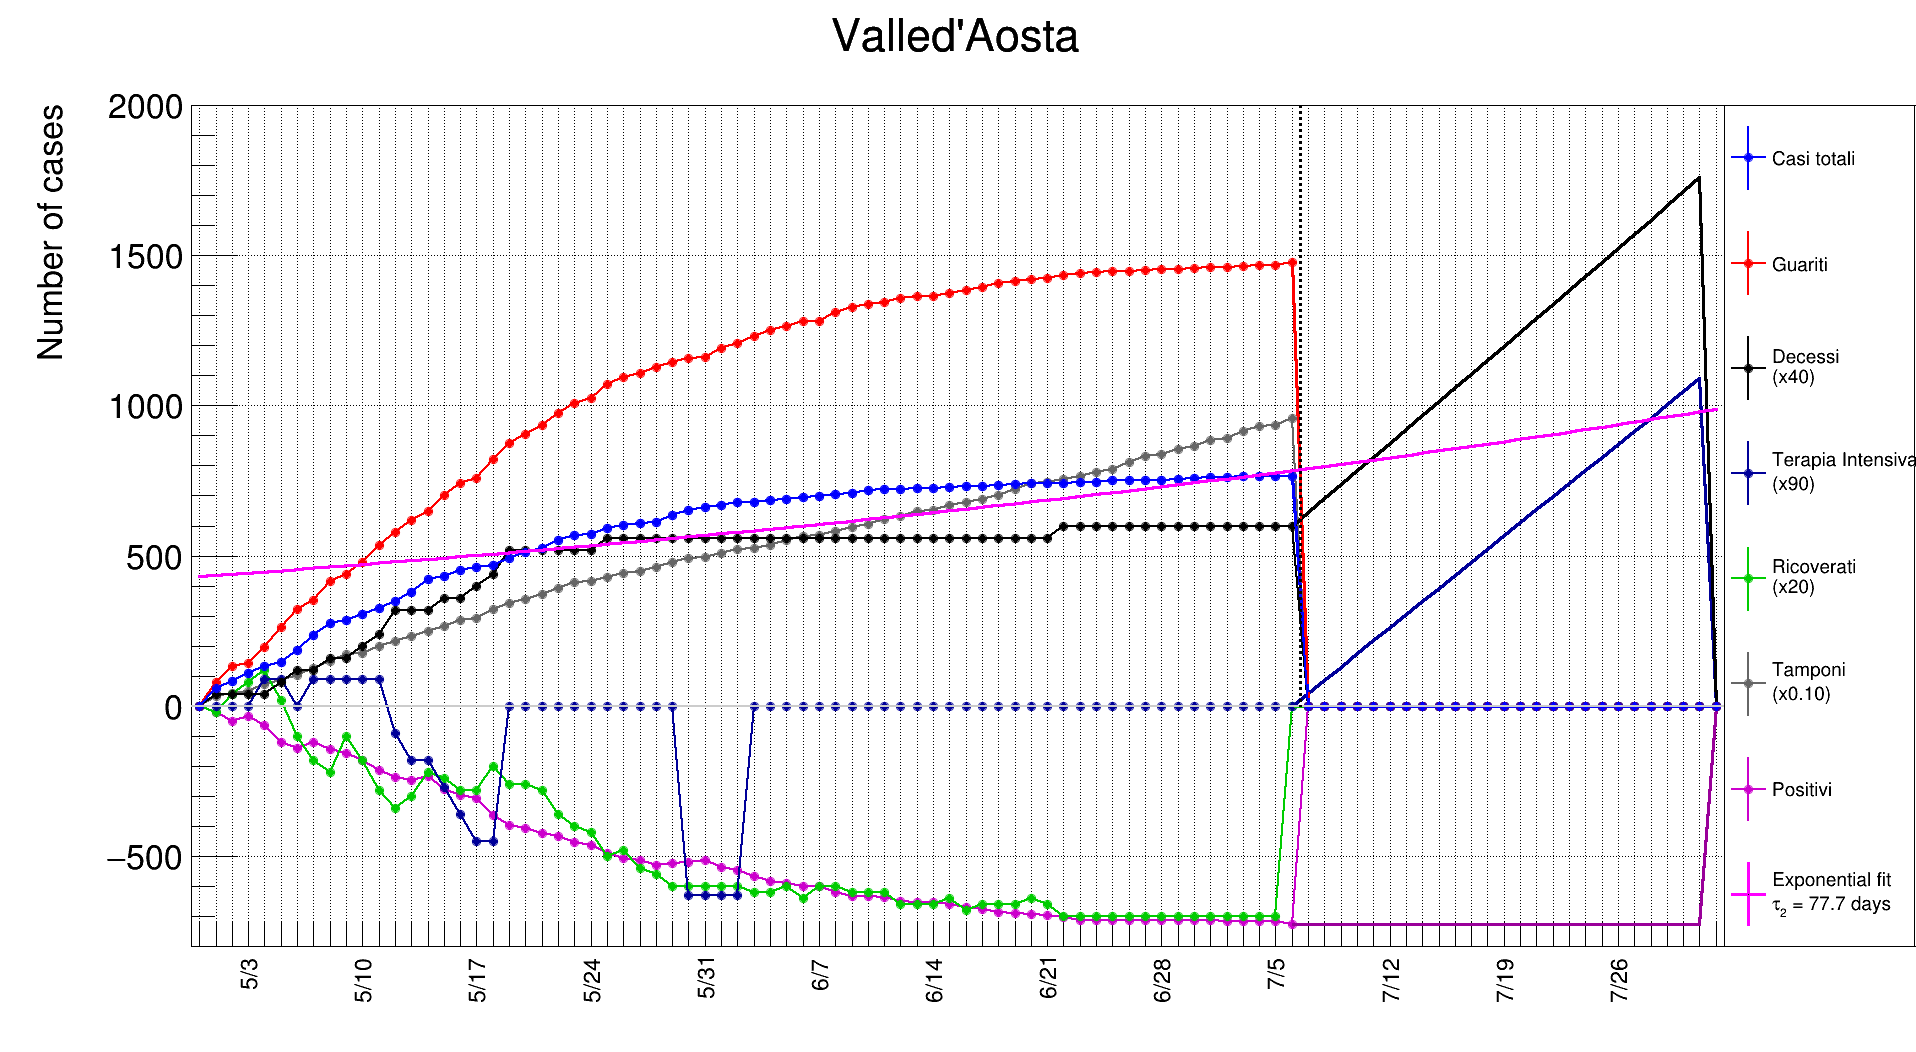 Valled'Aosta
Number of cases
2000
1500
1000
500
0
−500
5/3
5/10
5/17
5/24
5/31
6/7
6/14
6/21
6/28
7/5
7/12
7/19
7/26
Casi totali
Guariti
Decessi
(x40)
Terapia Intensiva
(x90)
Ricoverati
(x20)
Tamponi
(x0.10)
Positivi
Exponential fit
τ₂ = 77.7 days